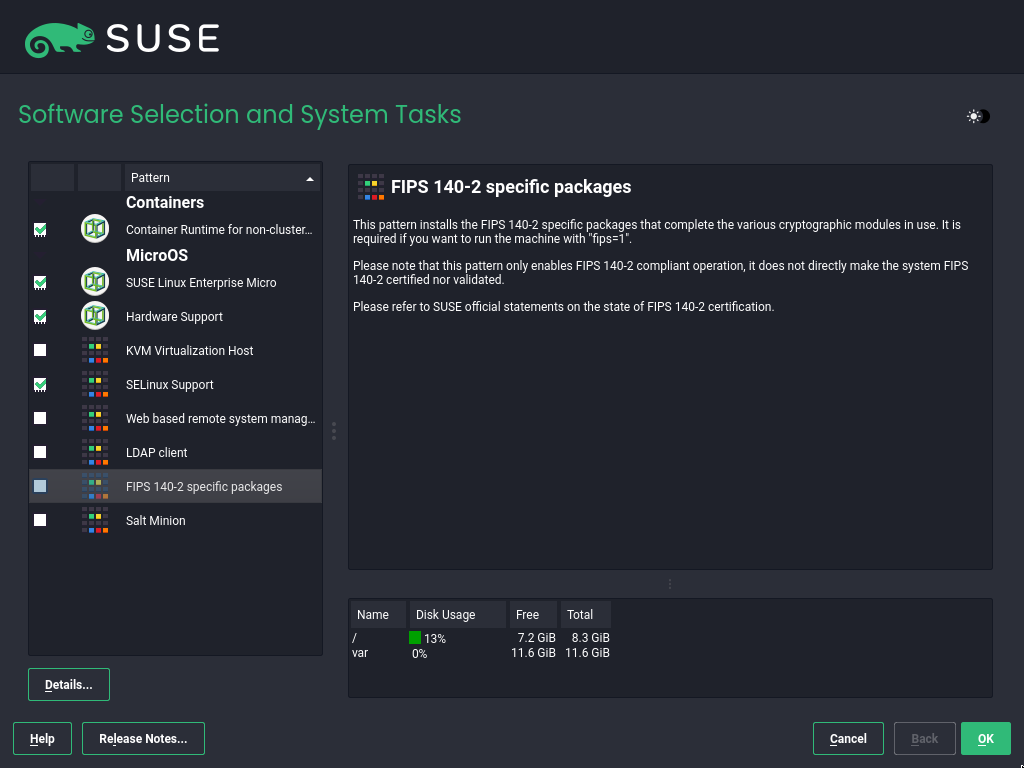 SUSE
Software Selection and System Tasks
Pattern
Containers
Container Runtime for non-cluster...
MicroOS
SUSE Linux Enterprise Micro
Hardware Support
KVM Virtualization Host
SELinux Support
Web based remote system manag...
LDAP client
FIPS 140-2 specific packages
Salt Minion
Details...
FIPS 140-2 specific packages
This pattern installs the FIPS 140-2 specific packages that complete the various cryptographic modules in use. It is
required if you want to run the machine with "fips=1".
Please note that this pattern only enables FIPS 140-2 compliant operation, it does not directly make the system FIPS
140-2 certified nor validated.
Please refer to SUSE official statements on the state of FIPS 140-2 certification.
Name Disk Usage Free Total
/ 13% 7.2 GiB 8.3 GiB
var 0% 11.6 GiB 11.6 GiB
Help Release Notes... Cancel Back OK